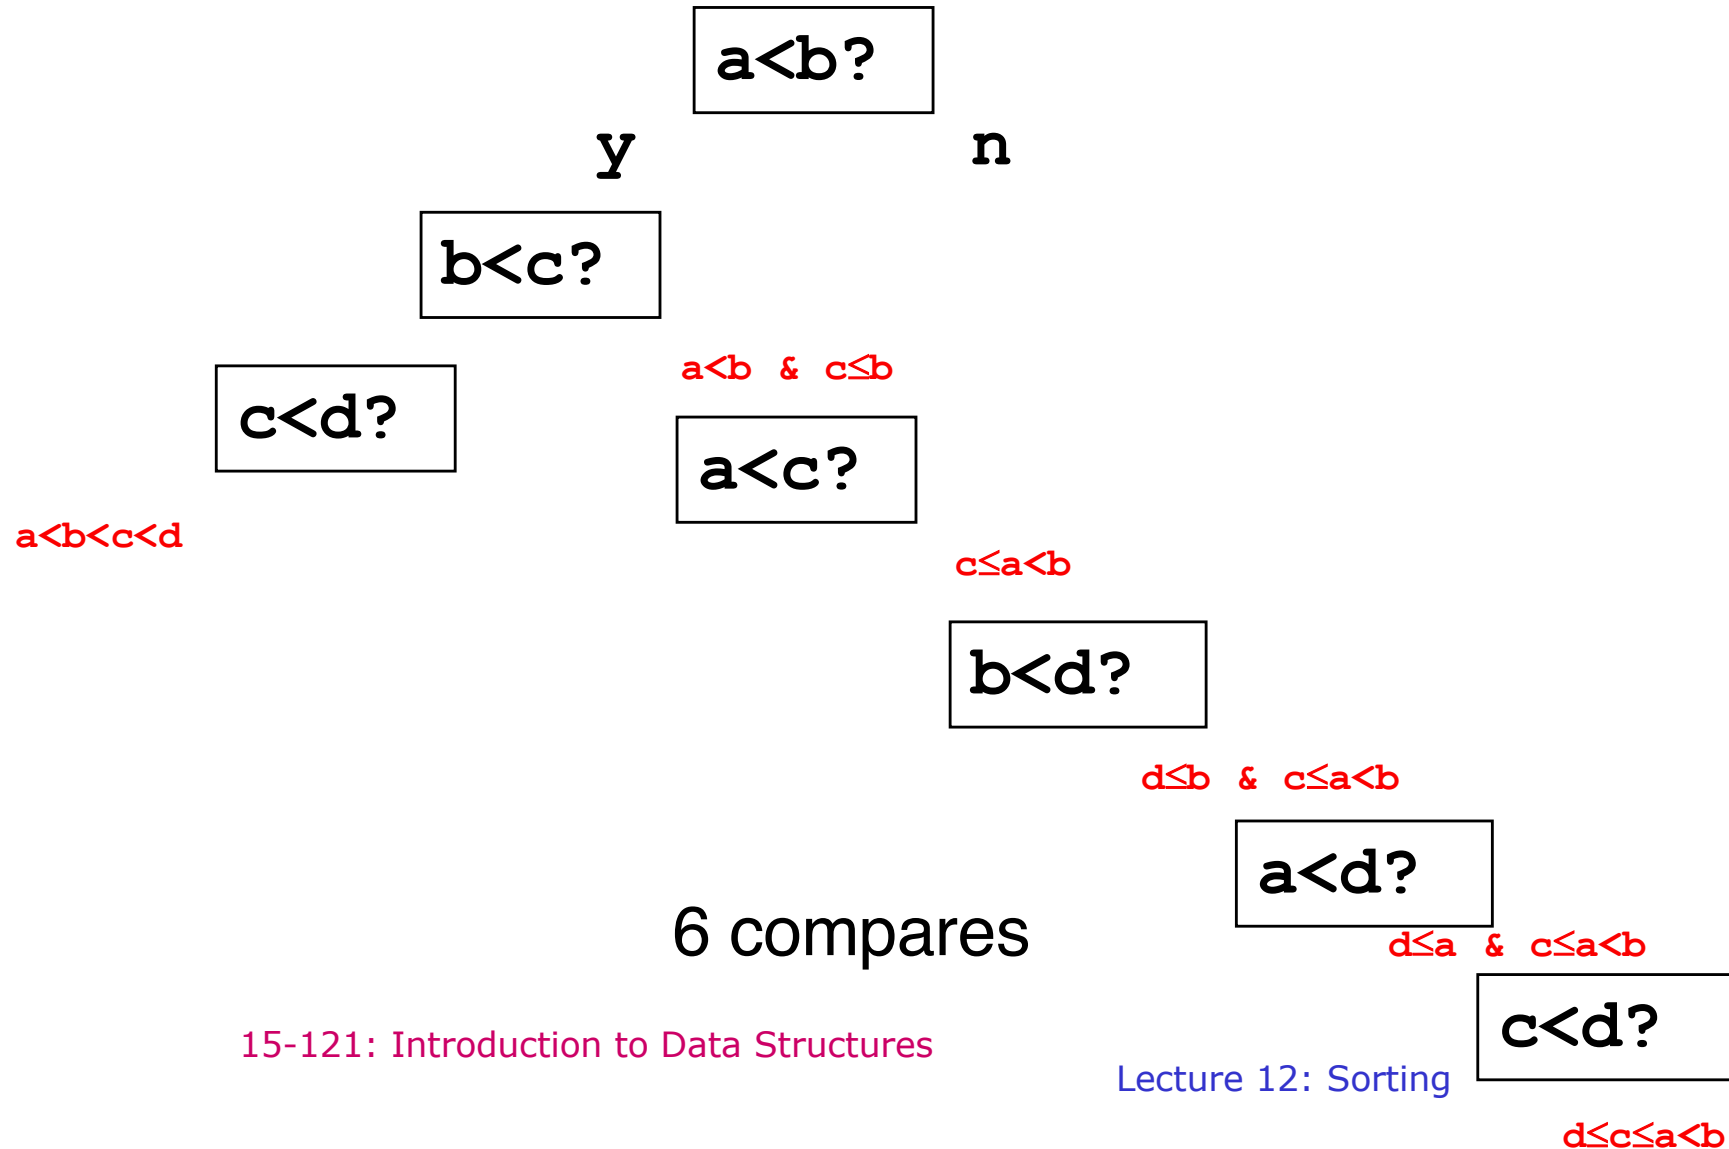 a<b?
y n
b<c?
a<b & c≤b
c<d?
a<c?
a<b<c<d
c≤a<b
b<d?
d≤b & c≤a<b
a<d?
6 compares
d≤a & c≤a<b
c<d?
15-121: Introduction to Data Structures
Lecture 12: Sorting
d≤c≤a<b